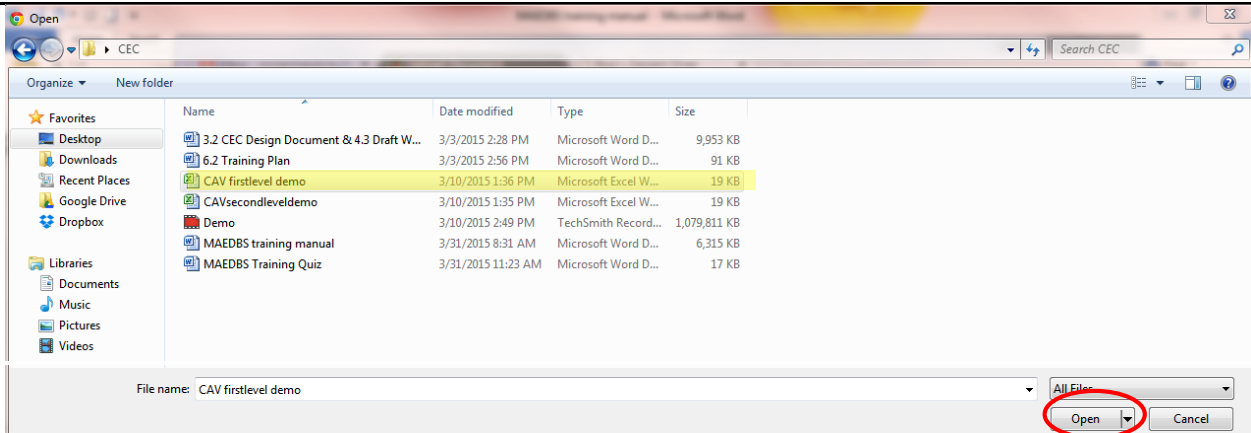 Open
MAEDBS training manual - Microsoft Word
CEC
Search CEC
Organize New folder
Name Date modified Type Size
Favorites
Desktop
Downloads
Recent Places
Google Drive
Dropbox
Libraries
Documents
Music
Pictures
Videos
3.2 CEC Design Document & 4.3 Draft W... 3/3/2015 2:28 PM Microsoft Word D... 9,953 KB
6.2 Training Plan 3/3/2015 2:56 PM Microsoft Word D... 91 KB
CAV firstlevel demo 3/10/2015 1:36 PM Microsoft Excel W... 19 KB
CAVsecondleveldemo 3/10/2015 1:35 PM Microsoft Excel W... 19 KB
Demo 3/10/2015 2:49 PM TechSmith Record... 1,079,811 KB
MAEDBS training manual 3/31/2015 8:31 AM Microsoft Word D... 6,315 KB
MAEDBS Training Quiz 3/31/2015 11:23 AM Microsoft Word D... 17 KB
File name: CAV firstlevel demo
All Files
Open Cancel